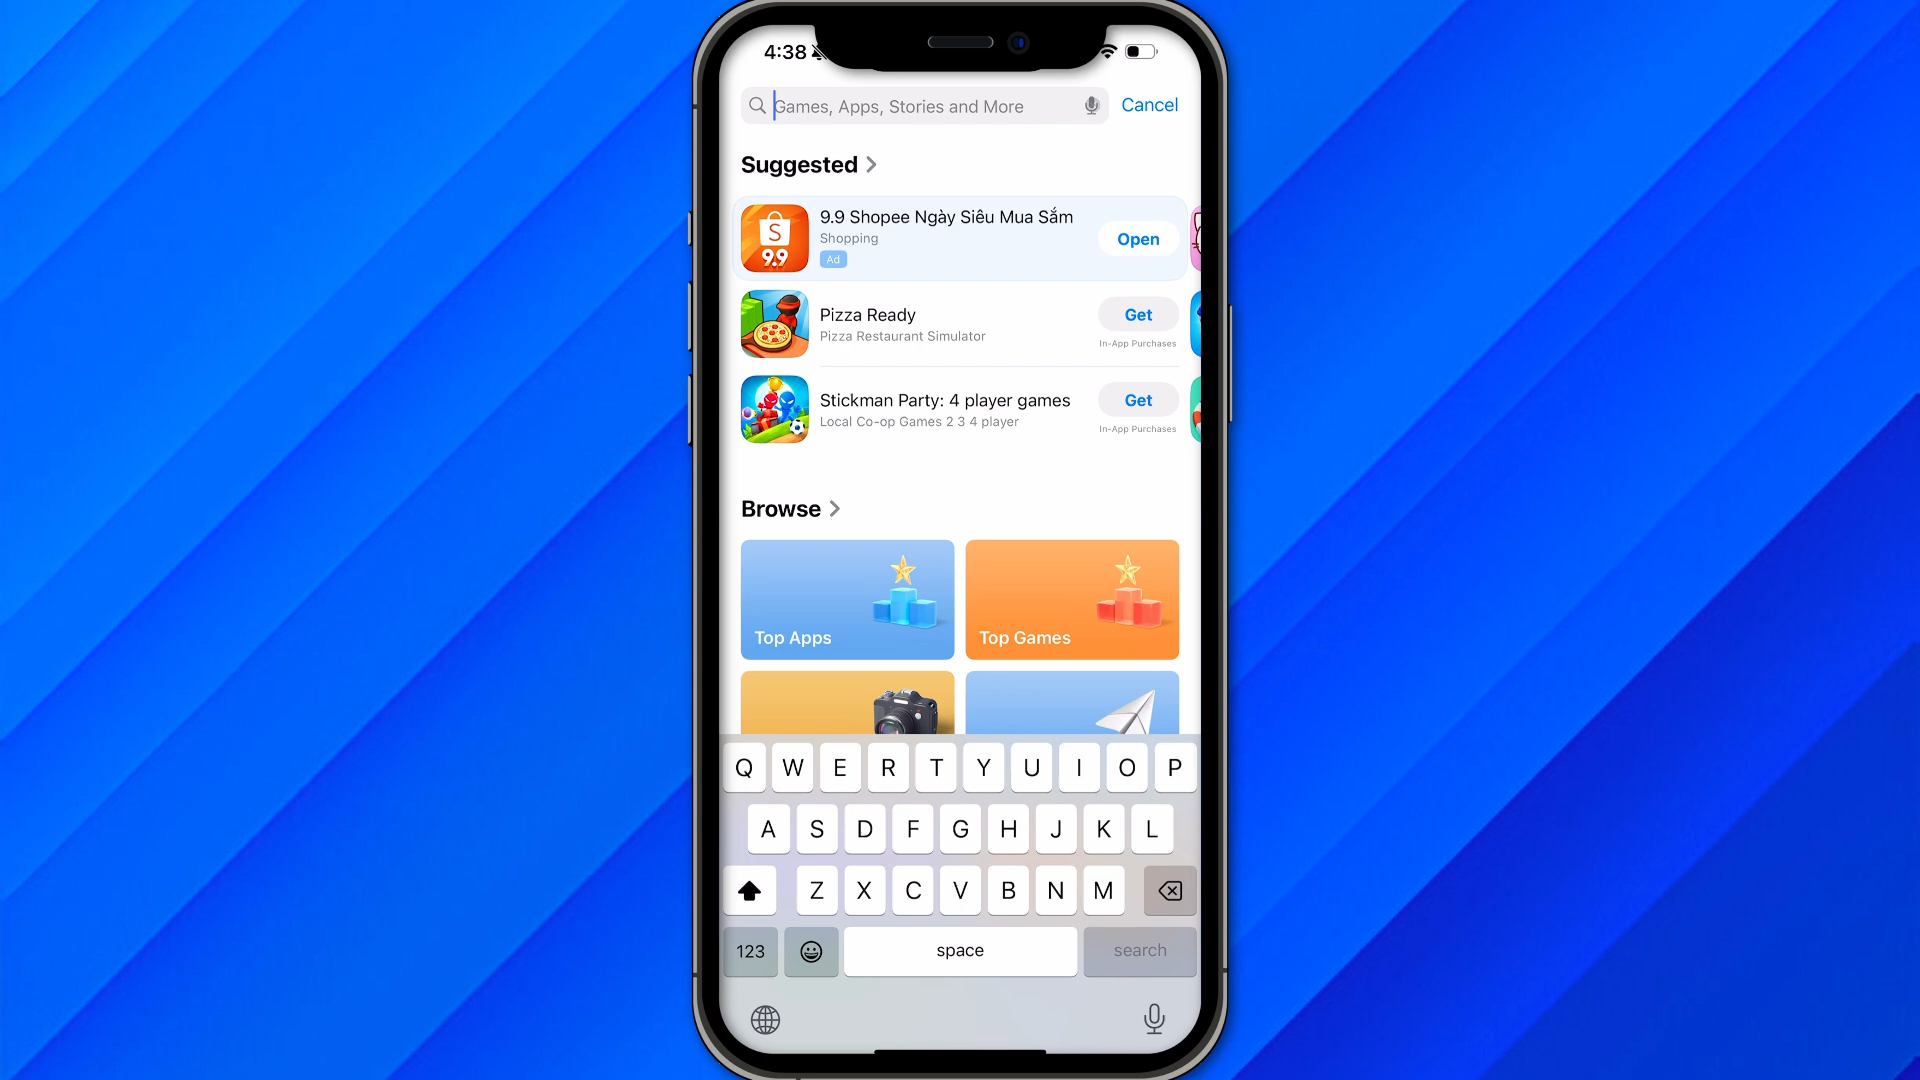 4:38
Games, Apps, Stories and More
Cancel
Suggested
S
9.9
9.9 Shopee Ngày Siêu Mua Sắm
Shopping
Ad
Open
Pizza Ready
Pizza Restaurant Simulator
Get
In-App Purchases
Stickman Party: 4 player games
Local Co-op Games 2 3 4 player
Get
In-App Purchases
Browse
Top Apps
Top Games
Q W E R T Y U I O P
A S D F G H J K L
Z X C V B N M
123
space
search